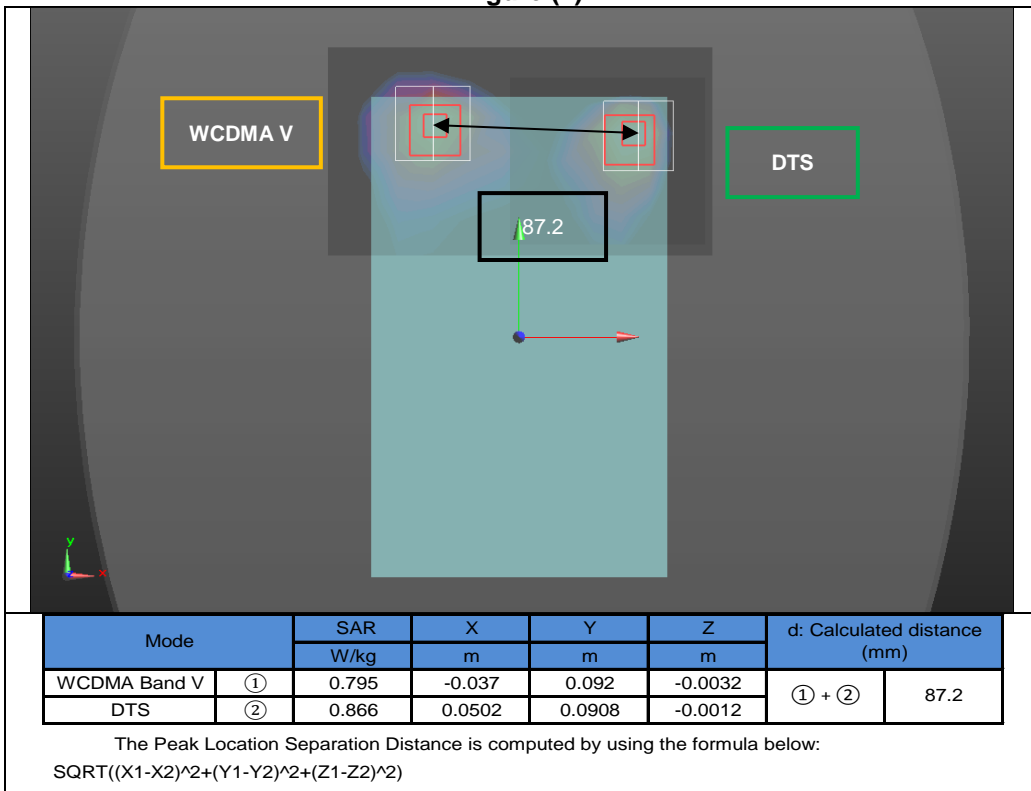 WCDMA V
DTS
87.2
y
x
Mode SAR X Y Z d: Calculated distance (mm)
W/kg m m m
WCDMA Band V ① 0.795 -0.037 0.092 -0.0032 ① + ② 87.2
DTS ② 0.866 0.0502 0.0908 -0.0012
The Peak Location Separation Distance is computed by using the formula below:
SQRT((X1-X2)^2+(Y1-Y2)^2+(Z1-Z2)^2)